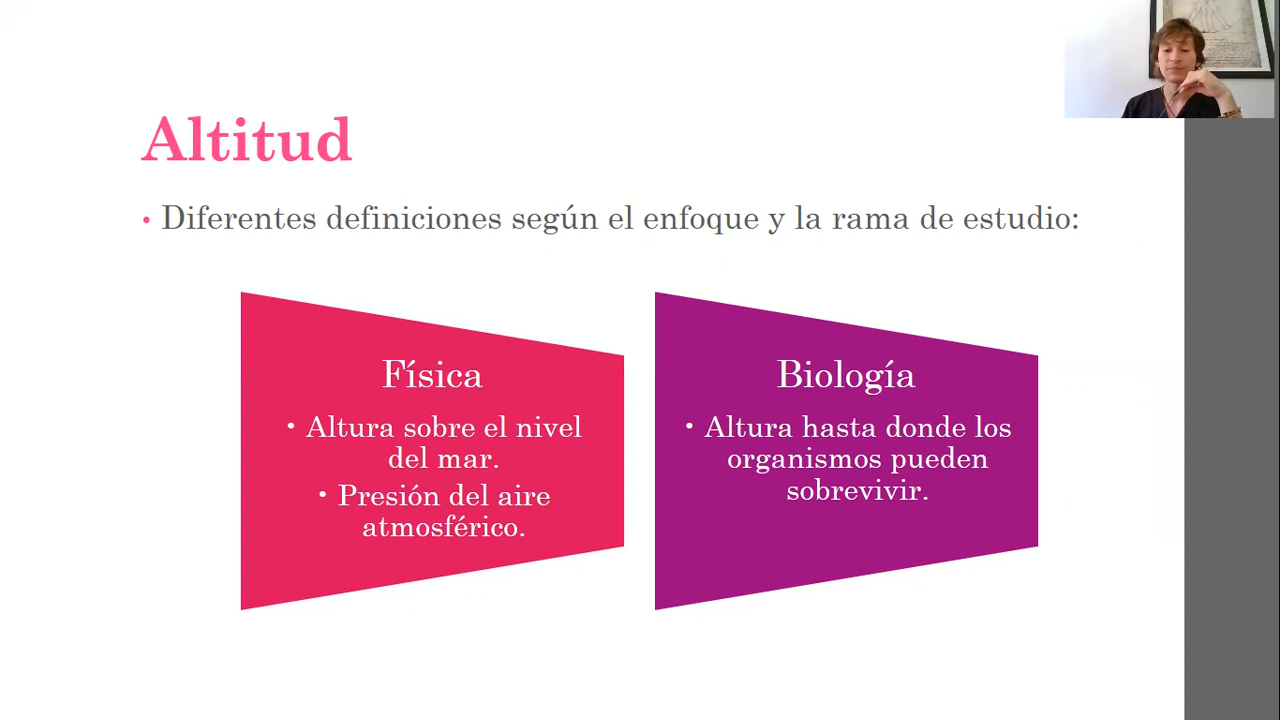 Altitud
• Diferentes definiciones según el enfoque y la rama de estudio:
Física
• Altura sobre el nivel
del mar.
• Presión del aire
atmosférico.
Biología
• Altura hasta donde los
organismos pueden
sobrevivir.